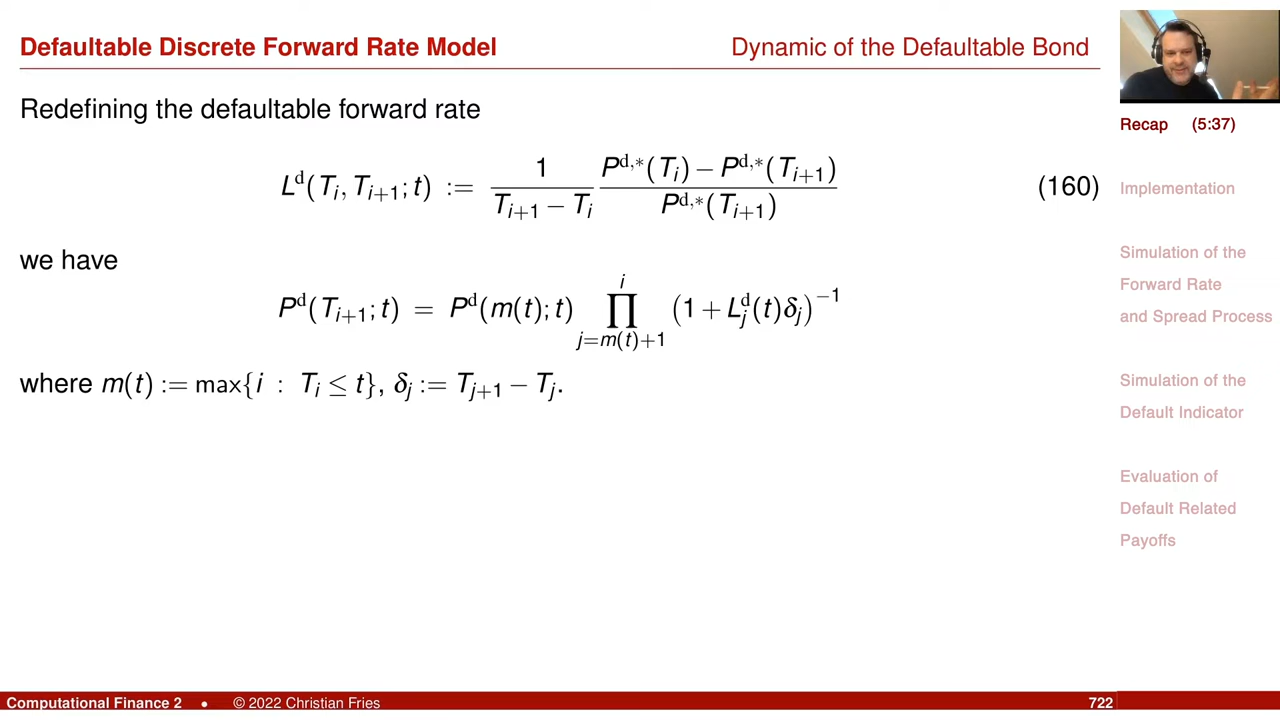 Defaultable Discrete Forward Rate Model
Dynamic of the Defaultable Bond
Redefining the defaultable forward rate
L^d(T_i, T_{i+1}; t) := \frac{1}{T_{i+1} − T_i} \frac{P^{d,∗}(T_i) − P^{d,∗}(T_{i+1})}{P^{d,∗}(T_{i+1})} (160)
we have
P^d(T_{i+1}; t) = P^d(m(t); t) \prod_{j=m(t)+1}^{i} (1 + L_j^d(t)δ_j)^{−1}
where m(t) := max{i : T_i ≤ t}, δ_j := T_{j+1} − T_j.
Recap (5:37)
Implementation
Simulation of the
Forward Rate
and Spread Process
Simulation of the
Default Indicator
Evaluation of
Default Related
Payoffs
Computational Finance 2 • © 2022 Christian Fries 722